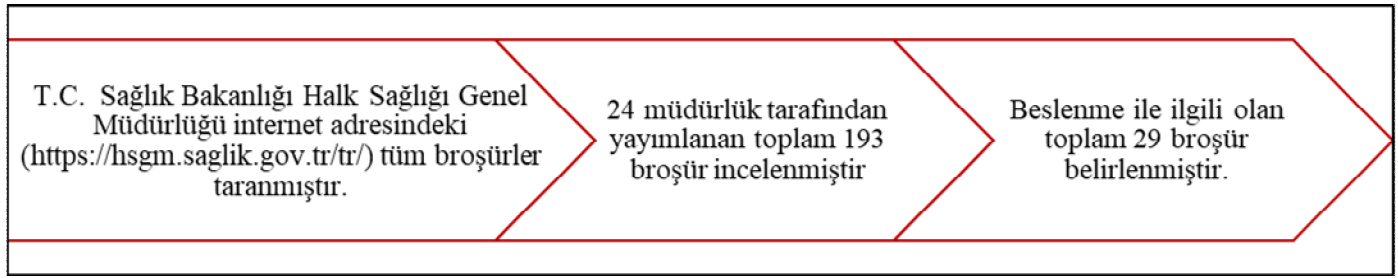 T.C. Sağlık Bakanlığı Halk Sağlığı Genel
Müdürlüğü internet adresindeki
(https://hsgm.saglik.gov.tr/tr/) tüm broşürler
taranmıştır.
24 müdürlük tarafından
yayımlanan toplam 193
broşür incelenmiştir
Beslenme ile ilgili olan
toplam 29 broşür
belirlenmiştir.